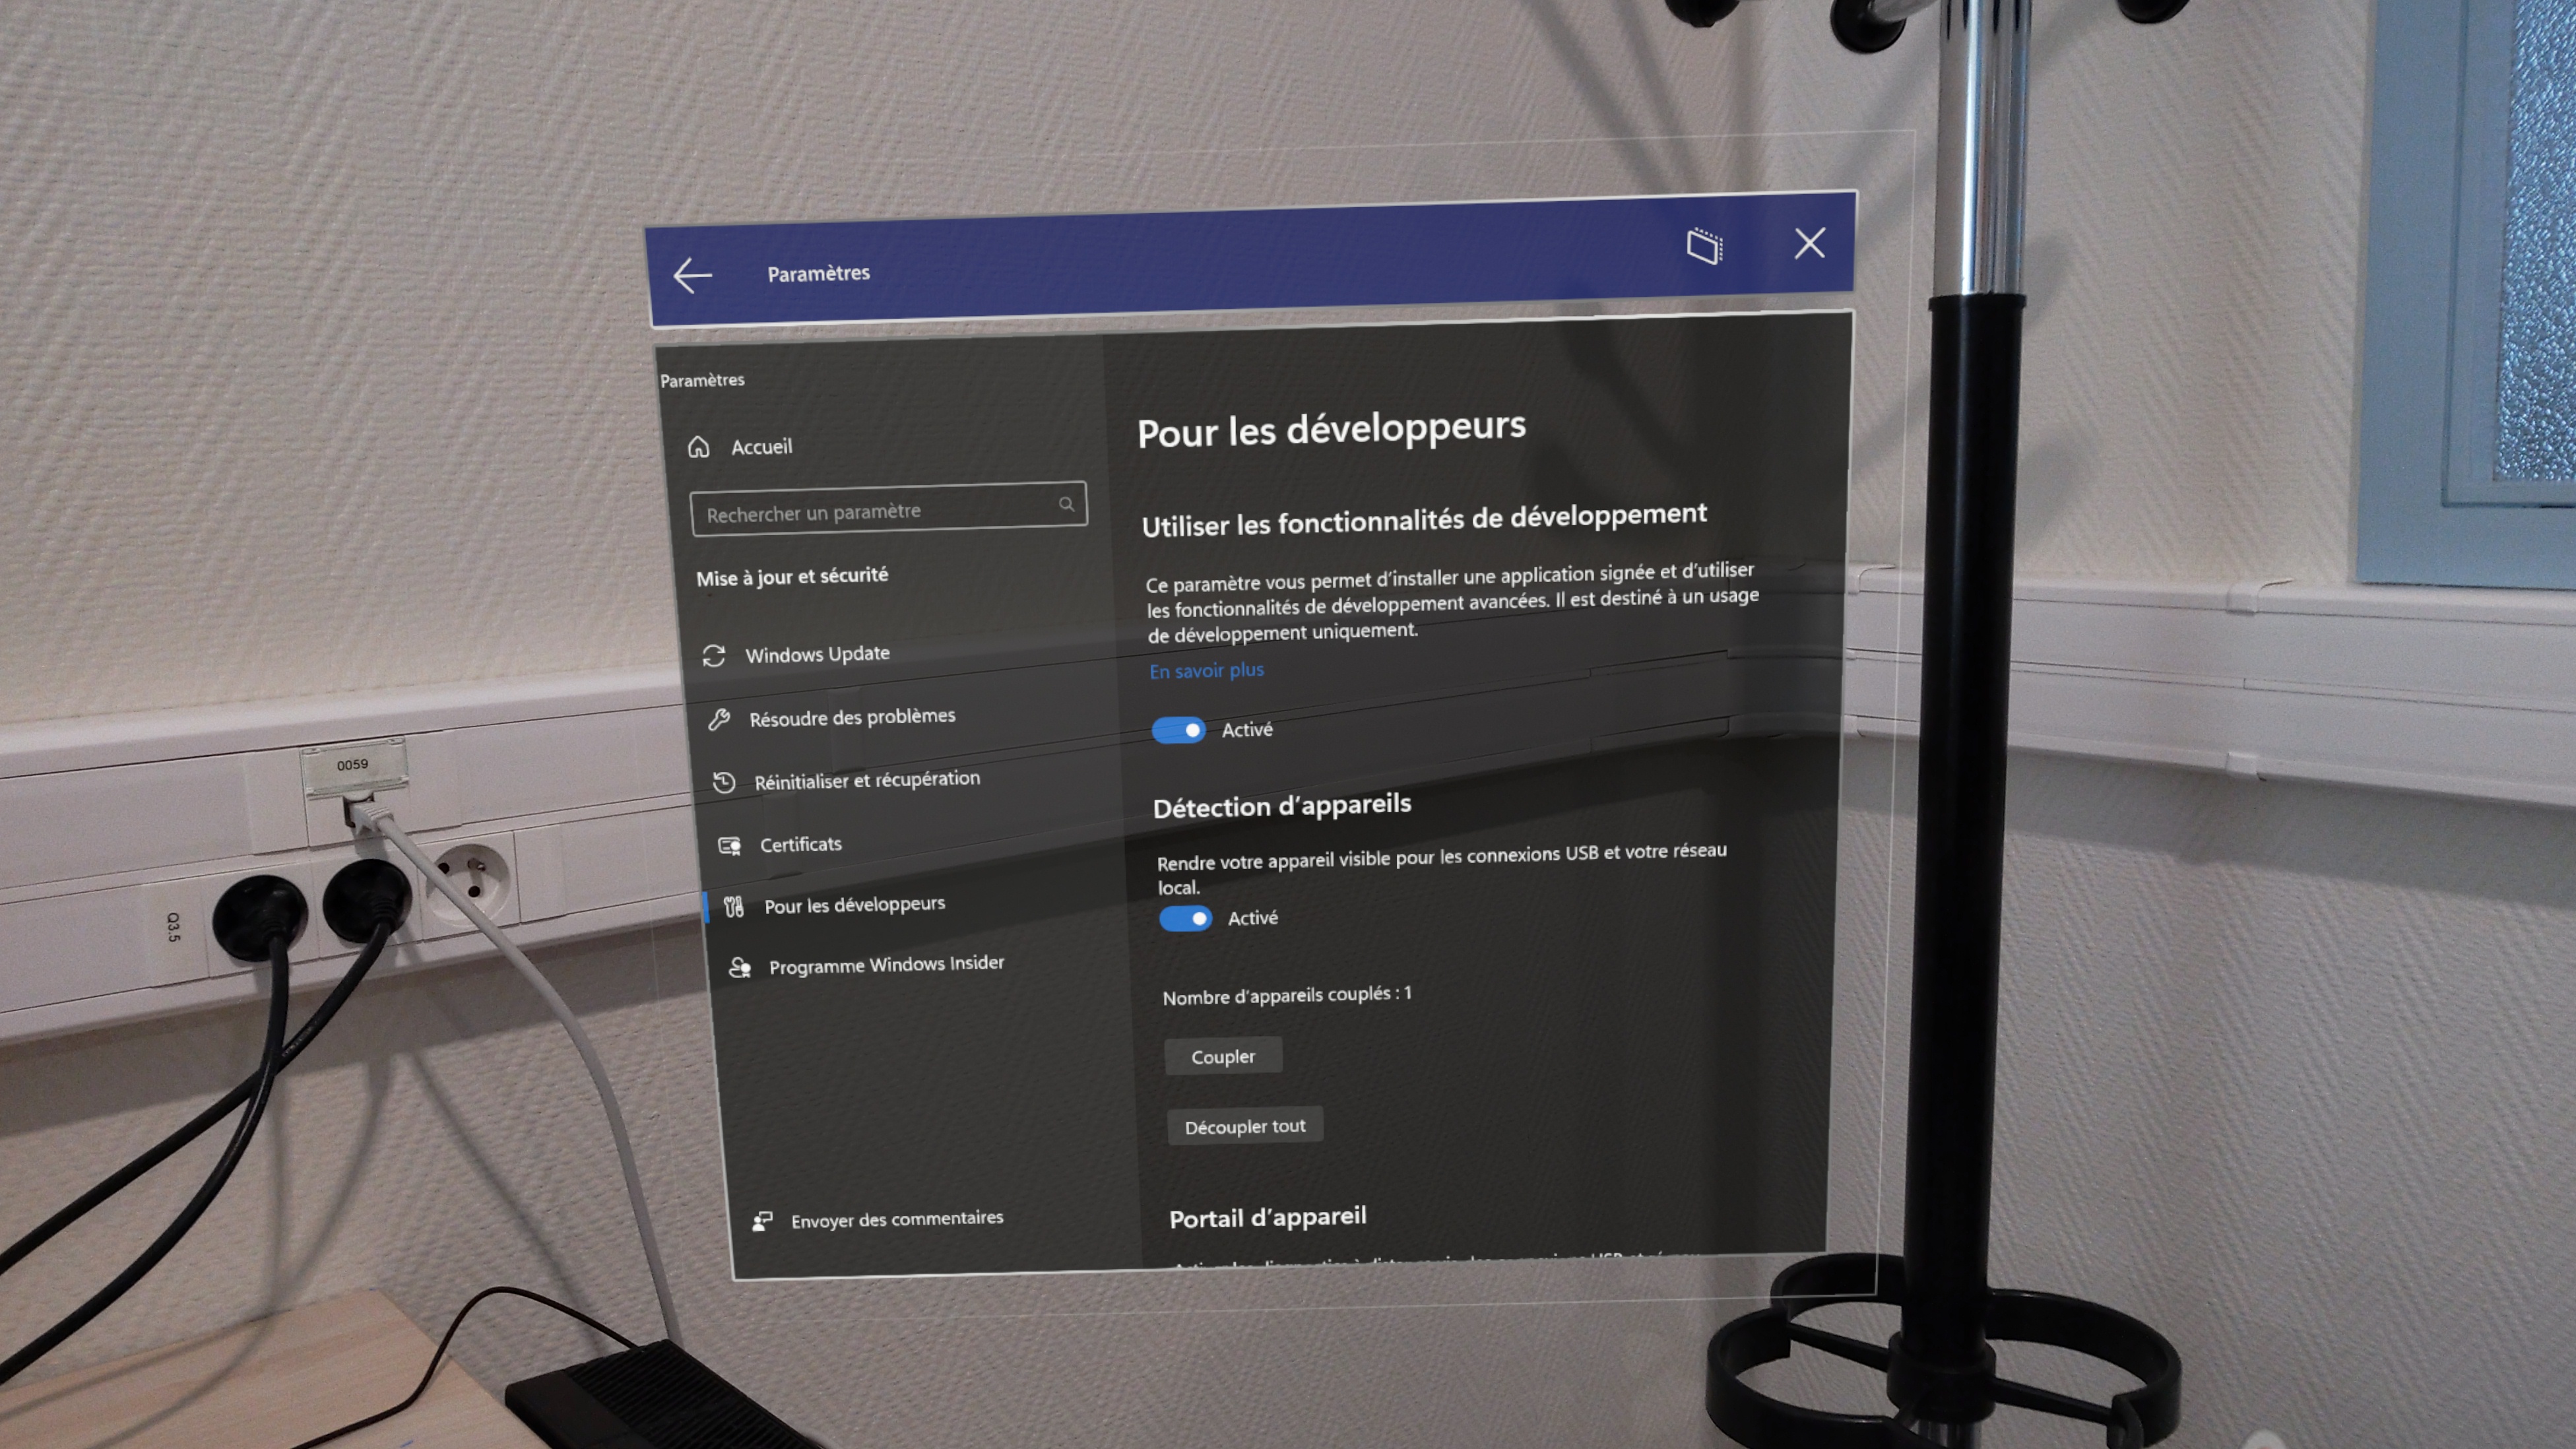 Paramètres
Paramètres
Accueil
Rechercher un paramètre
Mise à jour et sécurité
Windows Update
Résoudre des problèmes
Réinitialiser et récupération
Certificats
Pour les développeurs
Programme Windows Insider
Envoyer des commentaires
Pour les développeurs
Utiliser les fonctionnalités de développement
Ce paramètre vous permet d'installer une application signée et d'utiliser
les fonctionnalités de développement avancées. Il est destiné à un usage
de développement uniquement.
En savoir plus
Activé
Détection d'appareils
Rendre votre appareil visible pour les connexions USB et votre réseau
local.
Activé
Nombre d'appareils couplés : 1
Coupler
Découpler tout
Portail d'appareil
0059
Q3.5